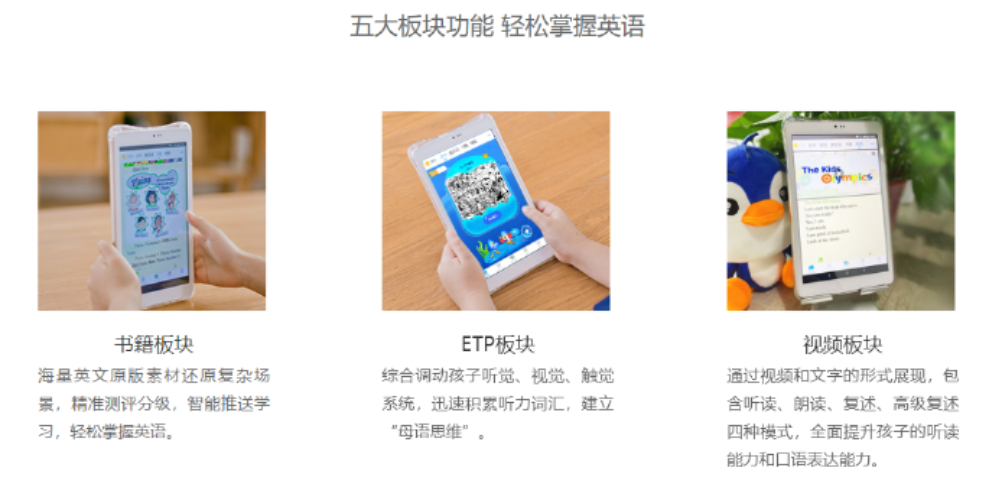 五大板块功能 轻松掌握英语
The Kids
Olympics
书籍板块
海量英文原版素材还原复杂场
景，精准测评分级，智能推送学
习，轻松掌握英语。
ETP板块
综合调动孩子听觉、视觉、触觉
系统，迅速积累听力词汇，建立
“母语思维”。
视频板块
通过视频和文字的形式展现，包
含听读、朗读、复述、高级复述
四种模式，全面提升孩子的听读
能力和口语表达能力。